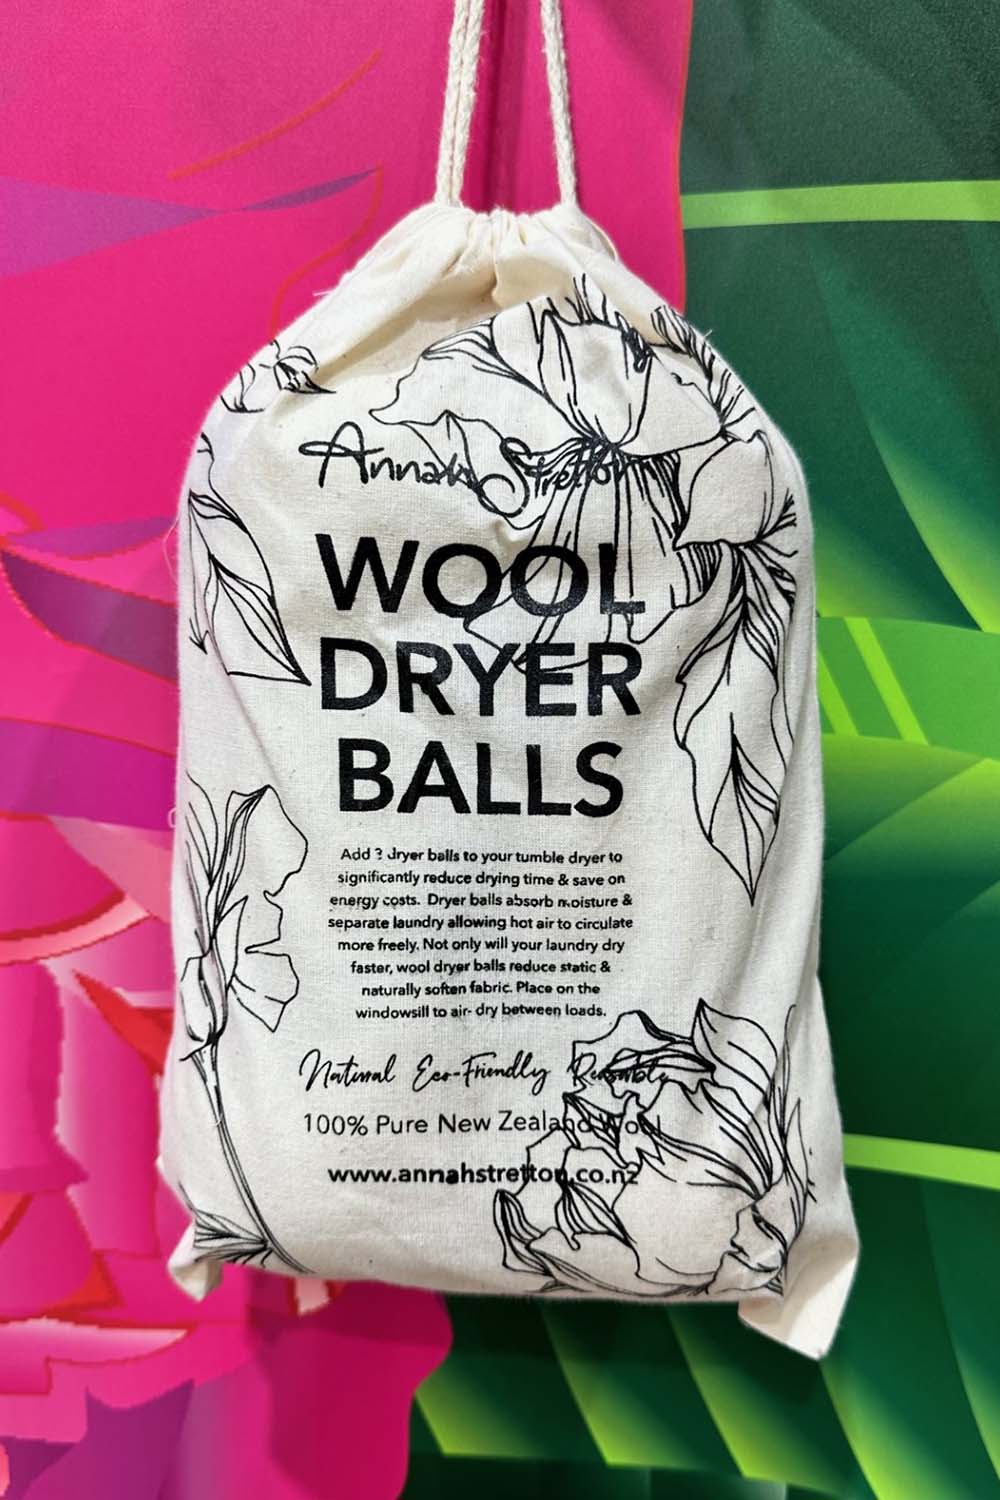 Annah Stretton
WOOL
DRYER
BALLS
Add 3 dryer balls to your tumble dryer to
significantly reduce drying time & save on
energy costs. Dryer balls absorb moisture &
separate laundry allowing hot air to circulate
more freely. Not only will your laundry dry
faster, wool dryer balls reduce static &
naturally soften fabric. Place on the
windowsill to air-dry between loads.
Natural Eco-Friendly Reusable
100% Pure New Zealand Wool
www.annahstretton.co.nz